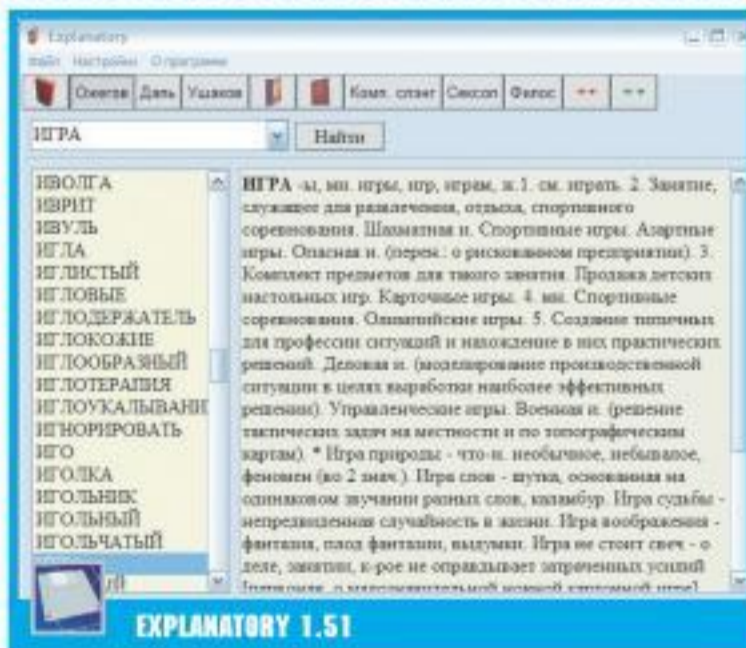 Explanatory
Файл Настройки О программе
Ожегов Даль Ушаков Комп. слэнг Сексол Филос
ИГРА Найти
ИВОЛГА
ИВРИТ
ИВУЛЬ
ИГЛА
ИГЛИСТЫЙ
ИГЛОВЫЕ
ИГЛОДЕРЖАТЕЛЬ
ИГЛОКОЖИЕ
ИГЛООБРАЗНЫЙ
ИГЛОТЕРАПИЯ
ИГЛОУКАЛЫВАНИ
ИГНОРИРОВАТЬ
ИГО
ИГОЛКА
ИГОЛЬНИК
ИГОЛЬНЫЙ
ИГОЛЬЧАТЫЙ
ИГРА -ы, мн. игры, игр, играм, ж.1. см. играть. 2. Занятие,
служащее для развлечения, отдыха, спортивного
соревнования. Шахматная и. Спортивные игры. Азартные
игры. Опасная и. (перен.: о рискованном предприятии). 3.
Комплект предметов для такого занятия. Продажа детских
настольных игр. Карточные игры. 4. мн. Спортивные
соревнования. Олимпийские игры. 5. Создание типичных
для профессии ситуаций и нахождение в них практических
решений. Деловая и. (моделирование производственной
ситуации в целях выработки наиболее эффективных
решений). Управленческие игры. Военная и. (решение
тактических задач на местности и по топографическим
картам). * Игра природы - что-н. необычное, небывалое,
феномен (во 2 знач.). Игра слов - шутка, основанная на
одинаковом звучании разных слов, каламбур. Игра судьбы -
непредвиденная случайность в жизни. Игра воображения -
фантазия, плод фантазии, выдумки. Игра не стоит свеч - о
деле, занятии, к-рое не оправдывает затраченных усилий
EXPLANATORY 1.51